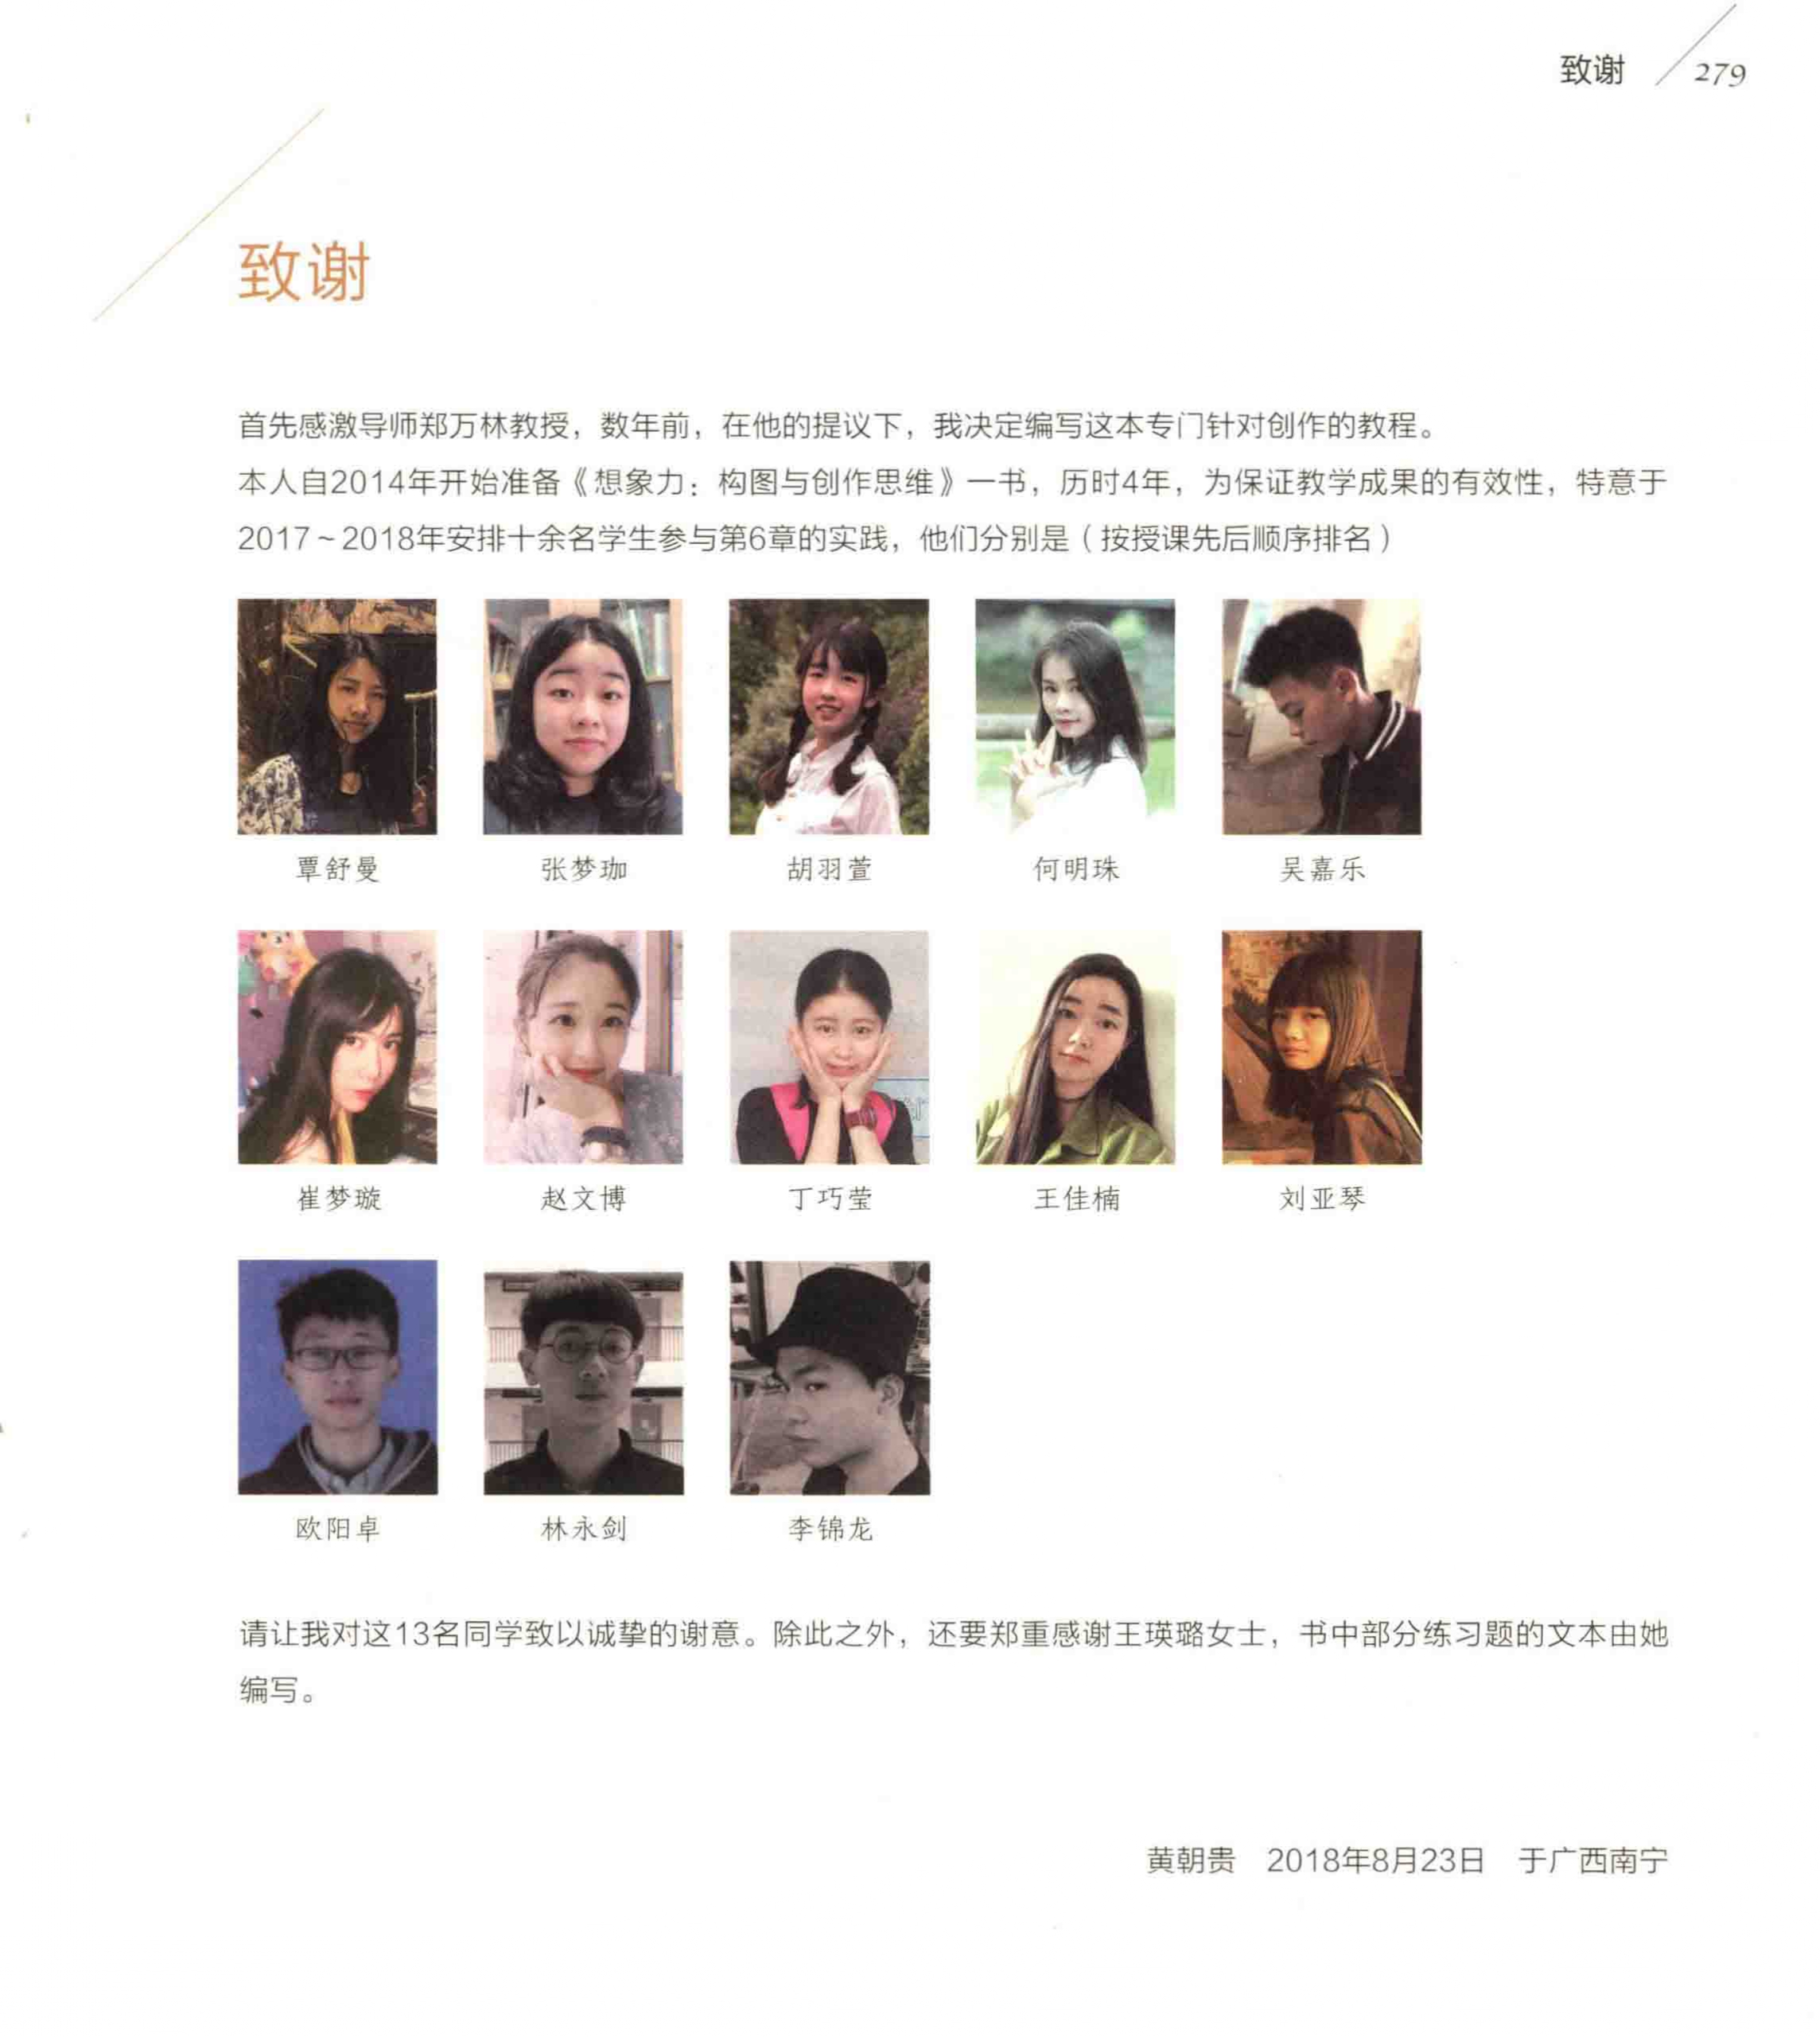 致谢 279
致谢
首先感激导师郑万林教授，数年前，在他的提议下，我决定编写这本专门针对创作的教程。
本人自2014年开始准备《想象力：构图与创作思维》一书，历时4年，为保证教学成果的有效性，特意于
2017～2018年安排十余名学生参与第6章的实践，他们分别是（按授课先后顺序排名）
覃舒曼 张梦珈 胡羽萱 何明珠 吴嘉乐
崔梦璇 赵文博 丁巧莹 王佳楠 刘亚琴
欧阳卓 林永剑 李锦龙
请让我对这13名同学致以诚挚的谢意。除此之外，还要郑重感谢王瑛璐女士，书中部分练习题的文本由她
编写。
黄朝贵 2018年8月23日 于广西南宁